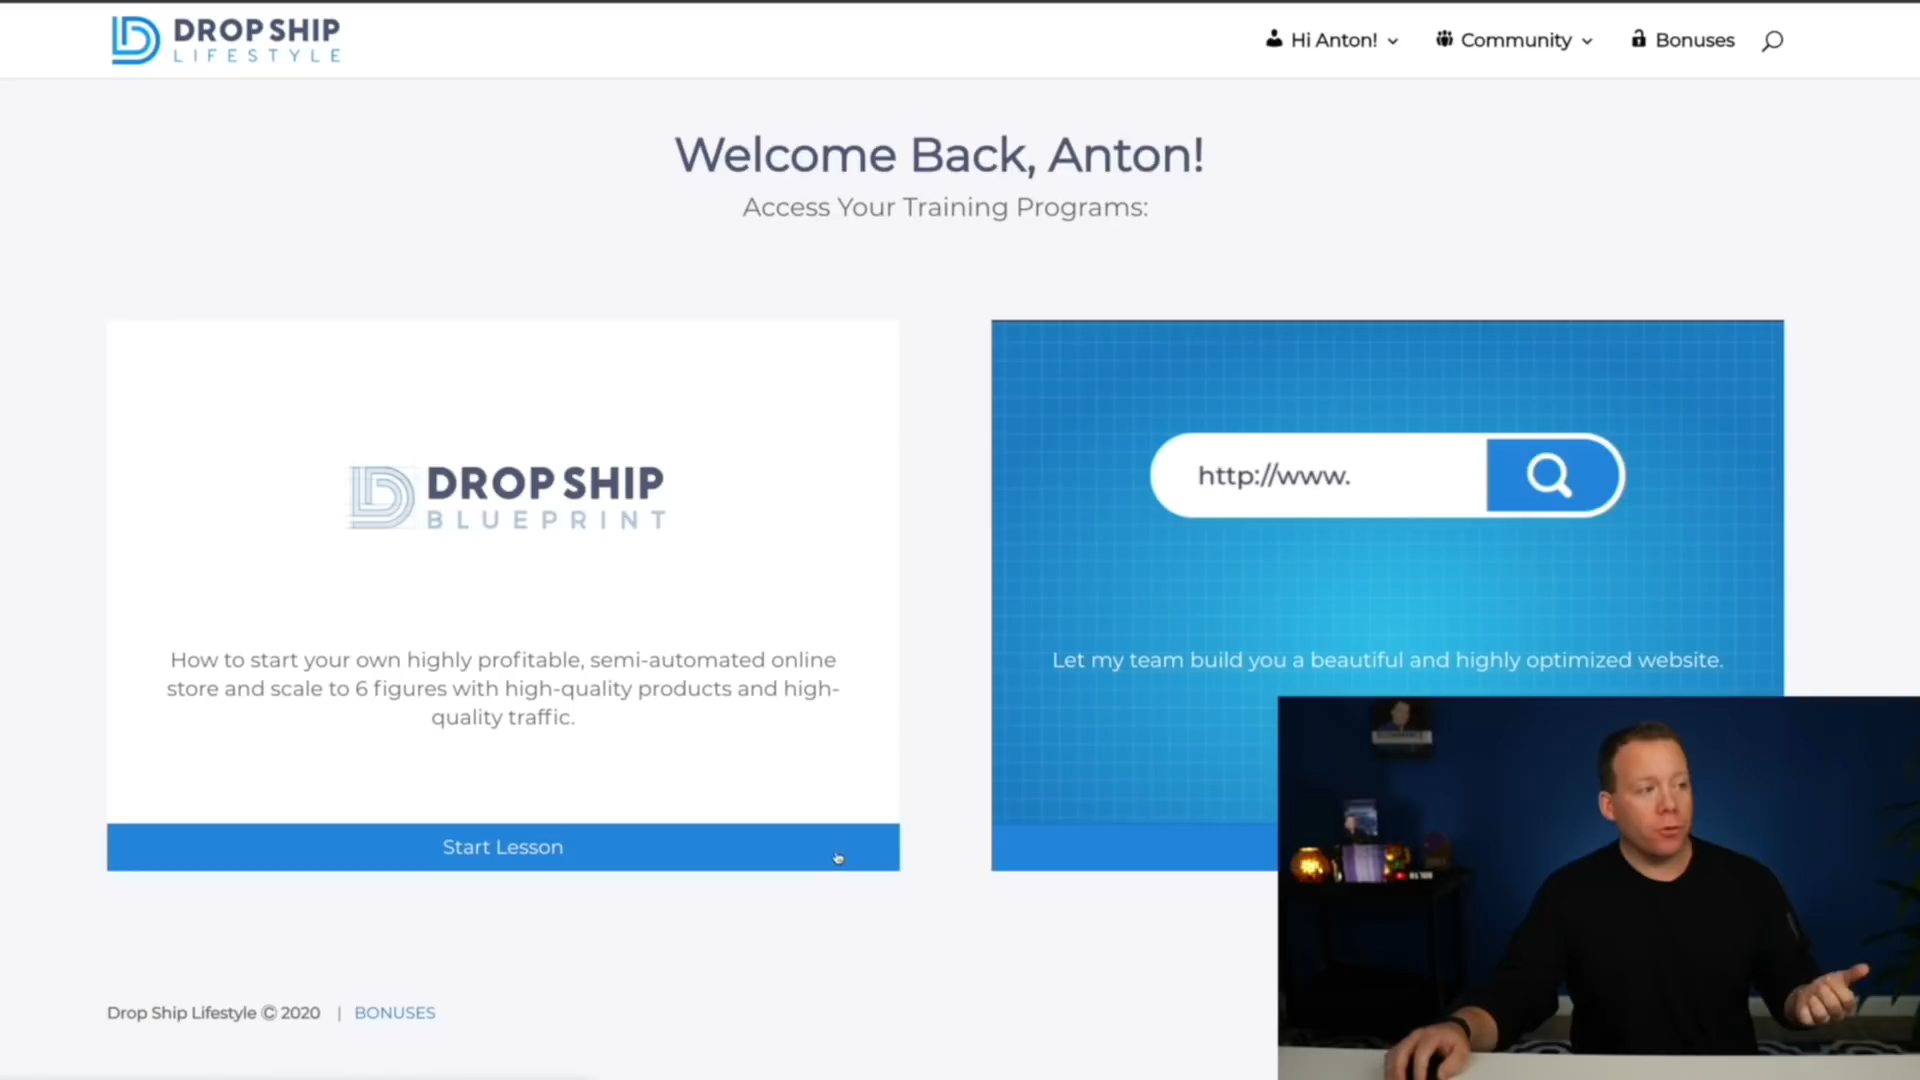 DROP SHIP
LIFESTYLE
Hi Anton!
Community
Bonuses
Welcome Back, Anton!
Access Your Training Programs:
DROP SHIP
BLUEPRINT
How to start your own highly profitable, semi-automated online
store and scale to 6 figures with high-quality products and high-
quality traffic.
Start Lesson
http://www.
Let my team build you a beautiful and highly optimized website.
Drop Ship Lifestyle © 2020 | BONUSES